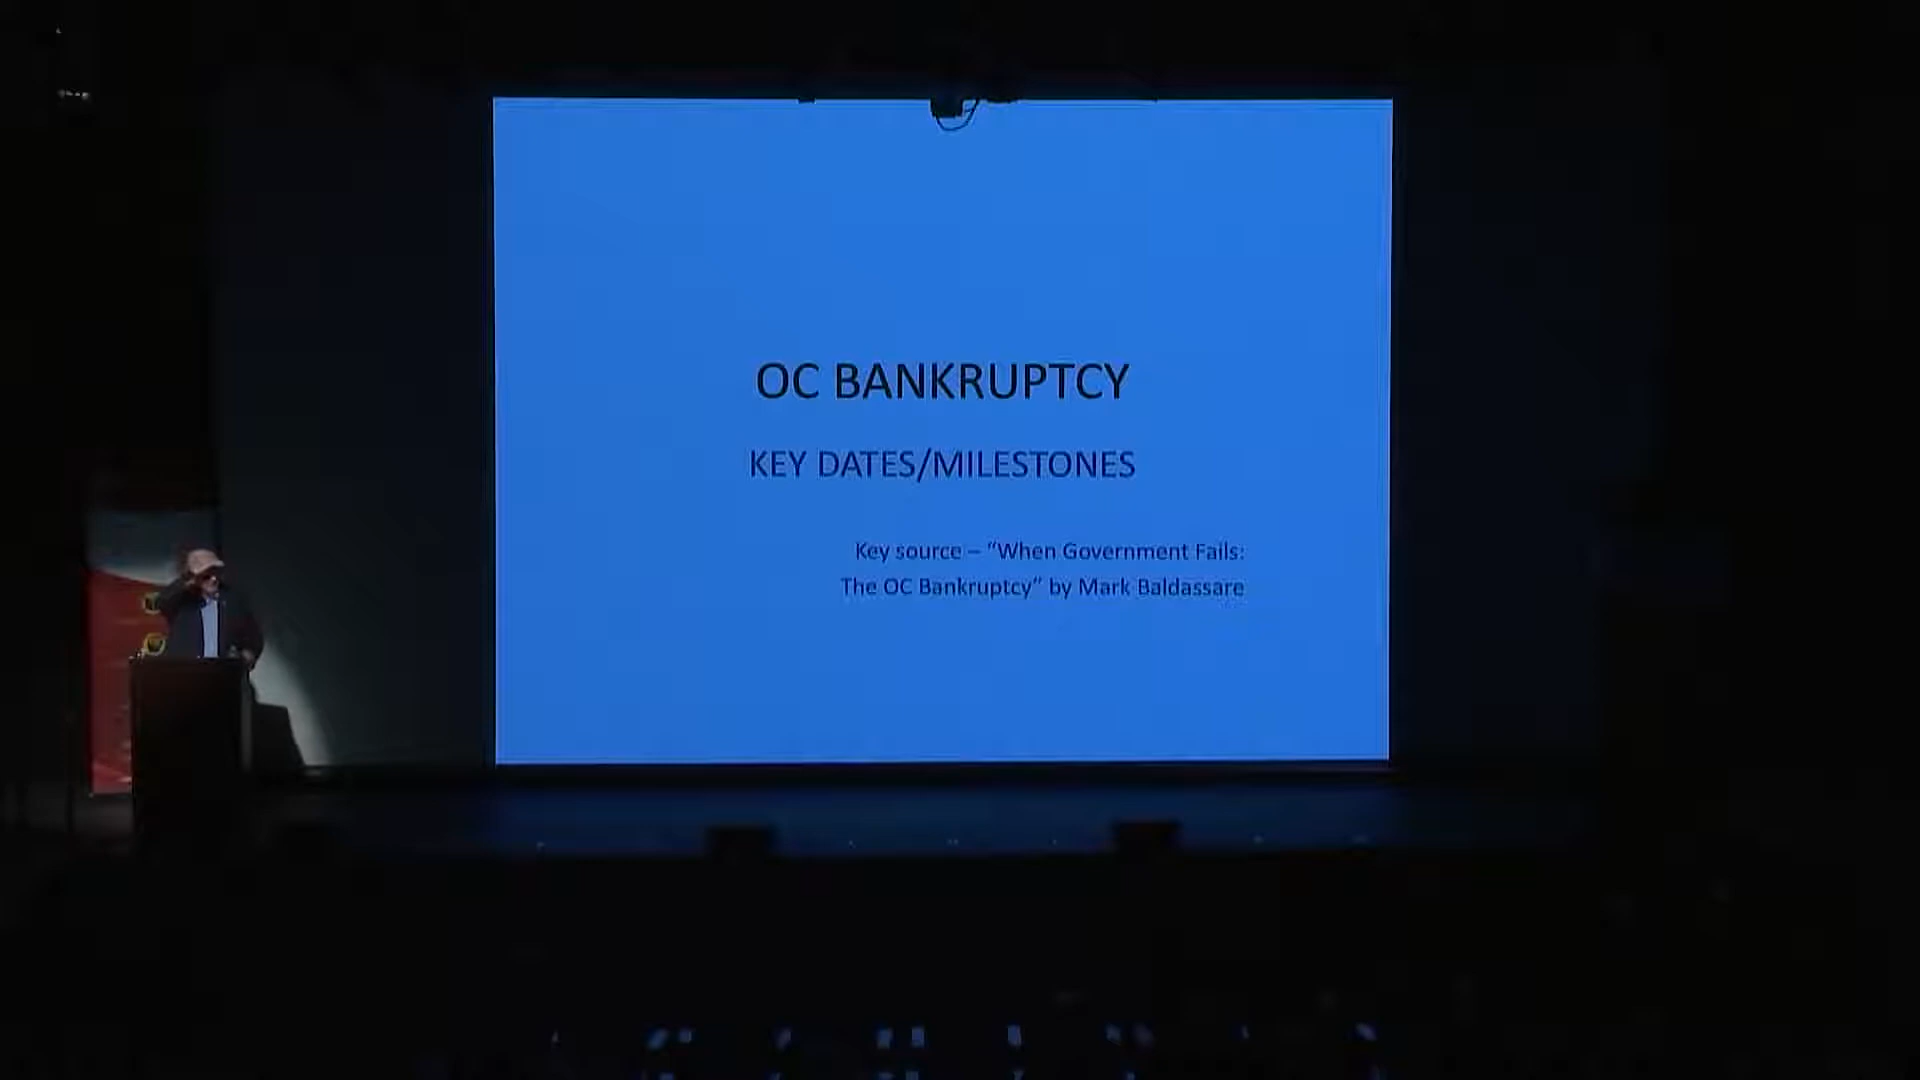 OC BANKRUPTCY
KEY DATES/MILESTONES
Key source – “When Government Fails:
The OC Bankruptcy” by Mark Baldassare